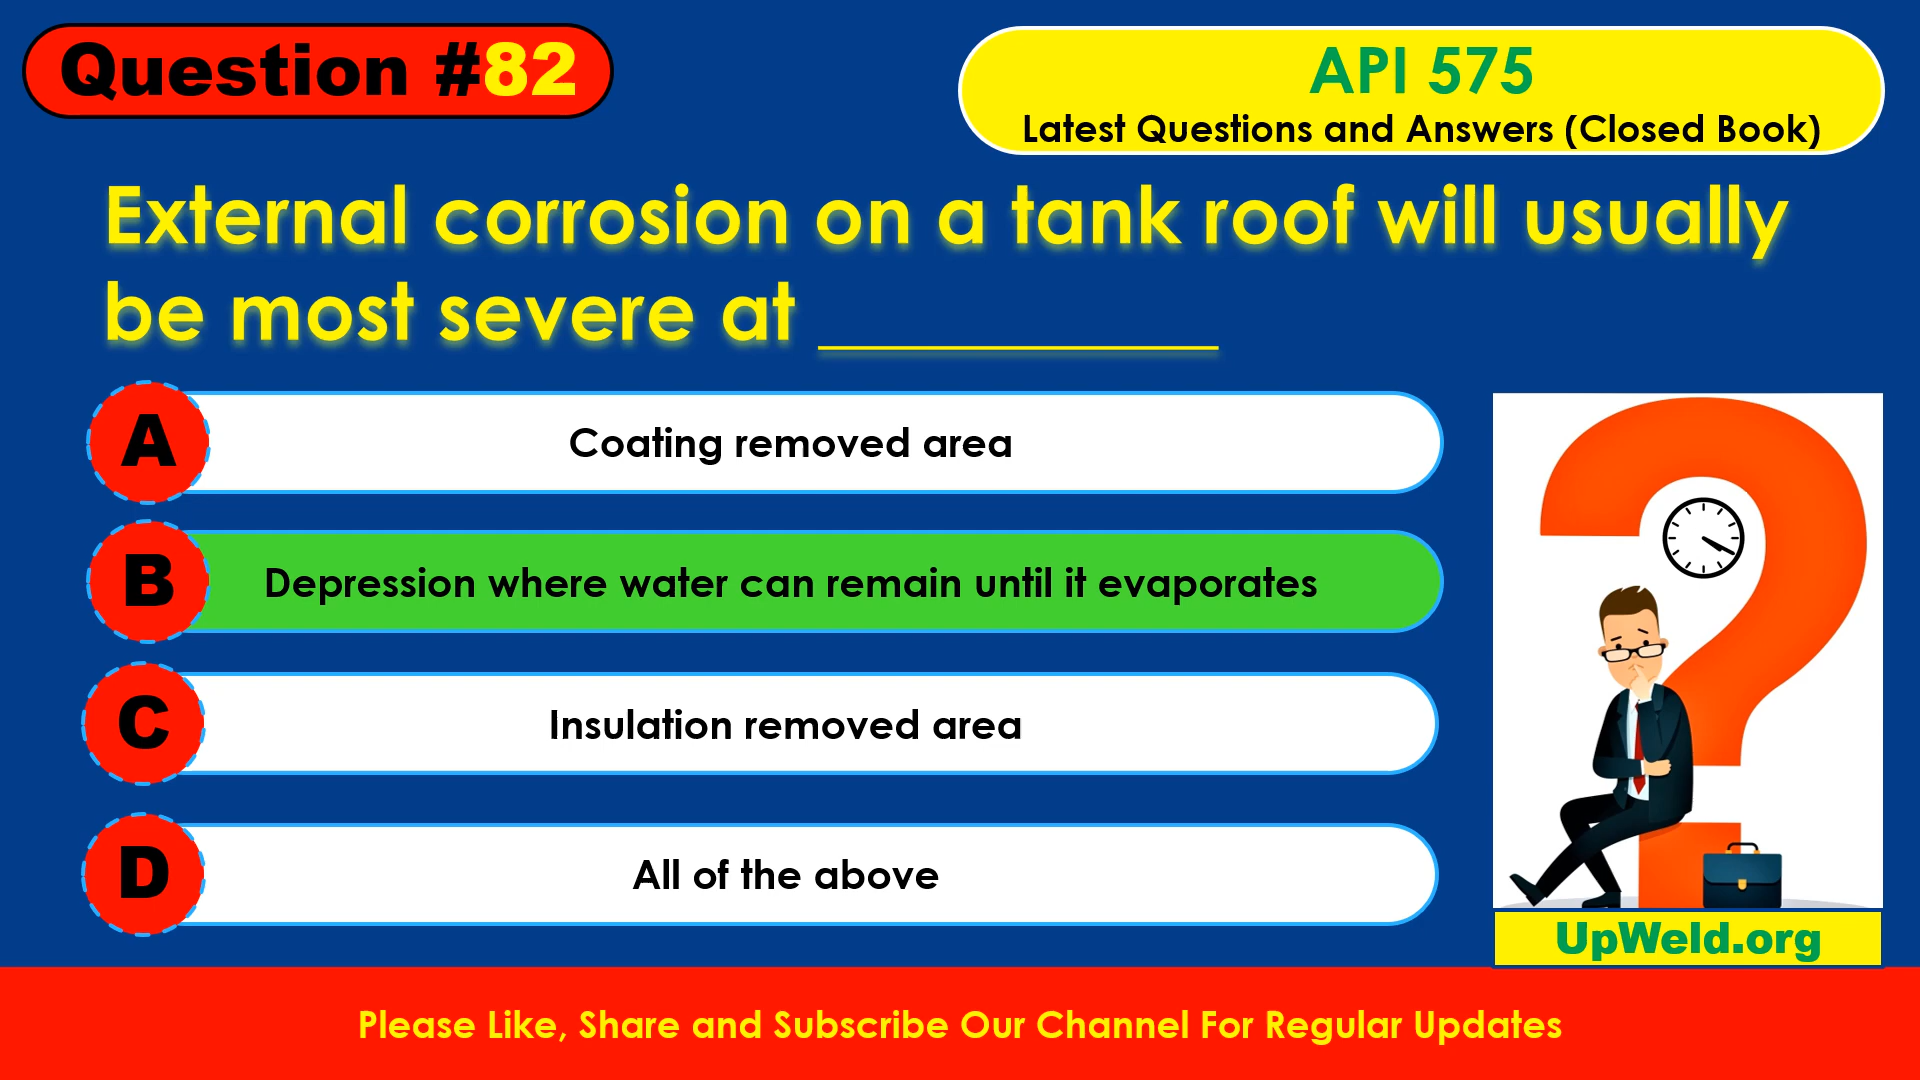 Question #82
API 575
Latest Questions and Answers (Closed Book)
External corrosion on a tank roof will usually
be most severe at __________
A
Coating removed area
B
Depression where water can remain until it evaporates
C
Insulation removed area
D
All of the above
UpWeld.org
Please Like, Share and Subscribe Our Channel For Regular Updates